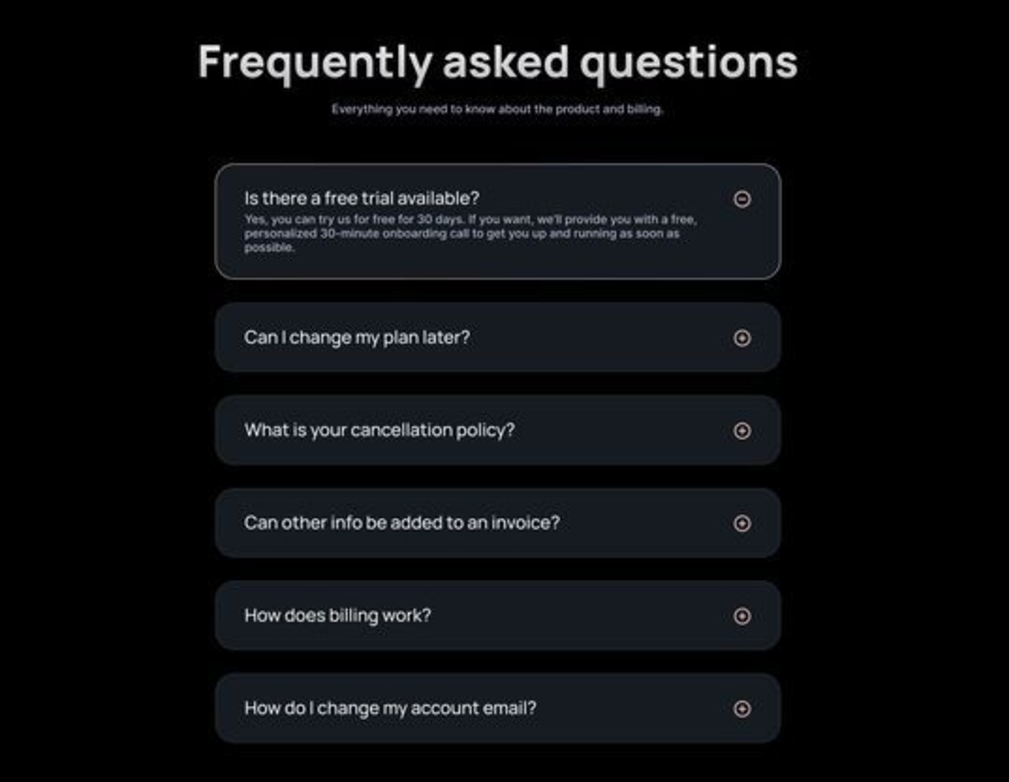 Frequently asked questions
Everything you need to know about the product and billing.
Is there a free trial available?
Yes, you can try us for free for 30 days. If you want, we'll provide you with a free,
personalized 30-minute onboarding call to get you up and running as soon as
possible.
Can I change my plan later?
What is your cancellation policy?
Can other info be added to an invoice?
How does billing work?
How do I change my account email?